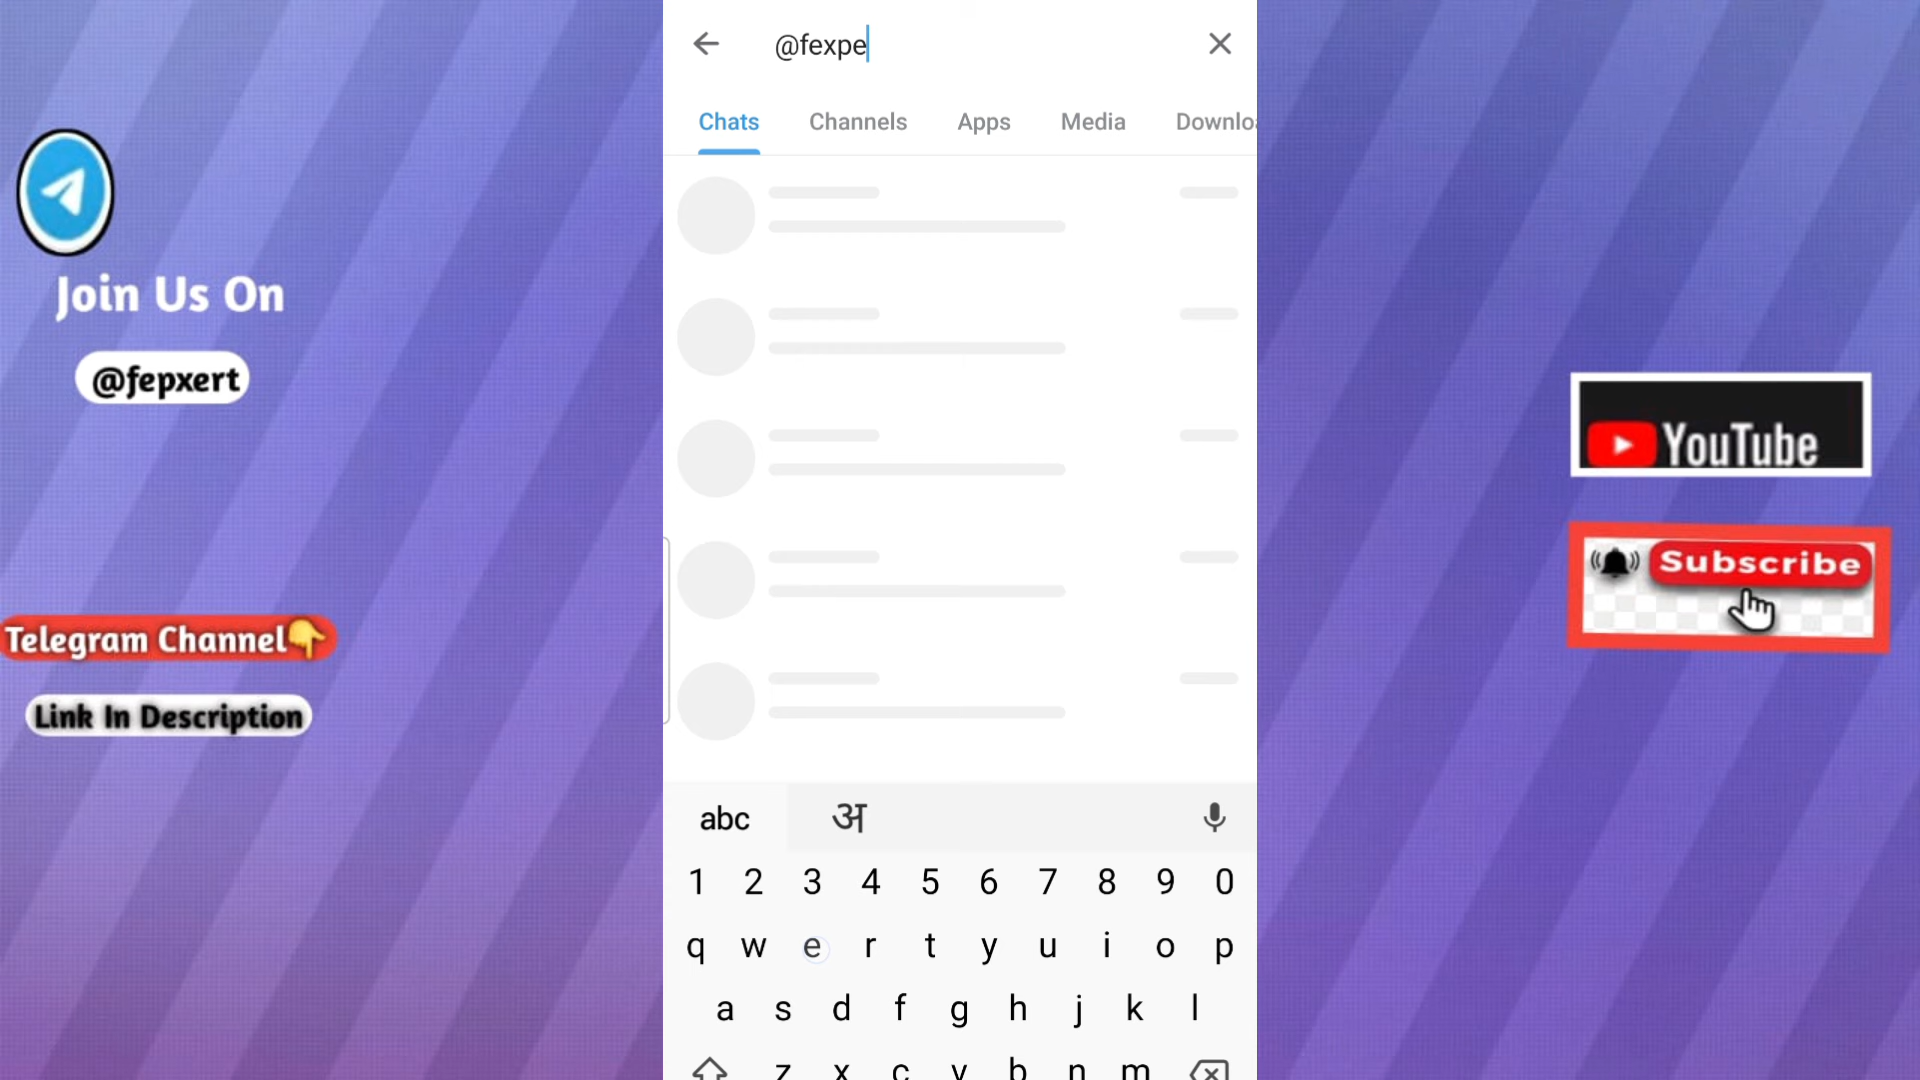 Join Us On
@fepxert
Telegram Channel👇
Link In Description
@fexpe
Chats Channels Apps Media Downlo
abc अ
1 2 3 4 5 6 7 8 9 0
q w e r t y u i o p
a s d f g h j k l
z x c v b n m
YouTube
Subscribe